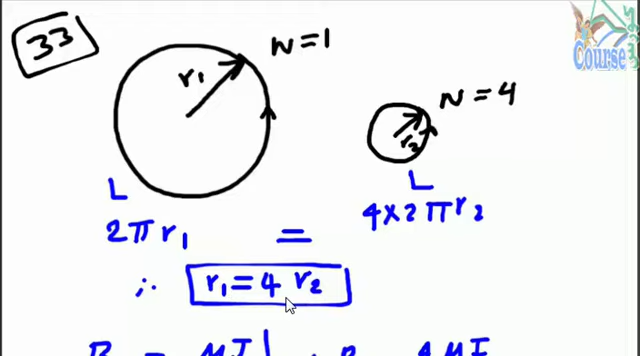 33
N=1
r₁
N=4
r₂
Course
L
L
2πr₁ = 4×2πr₂
∴ r₁=4 r₂